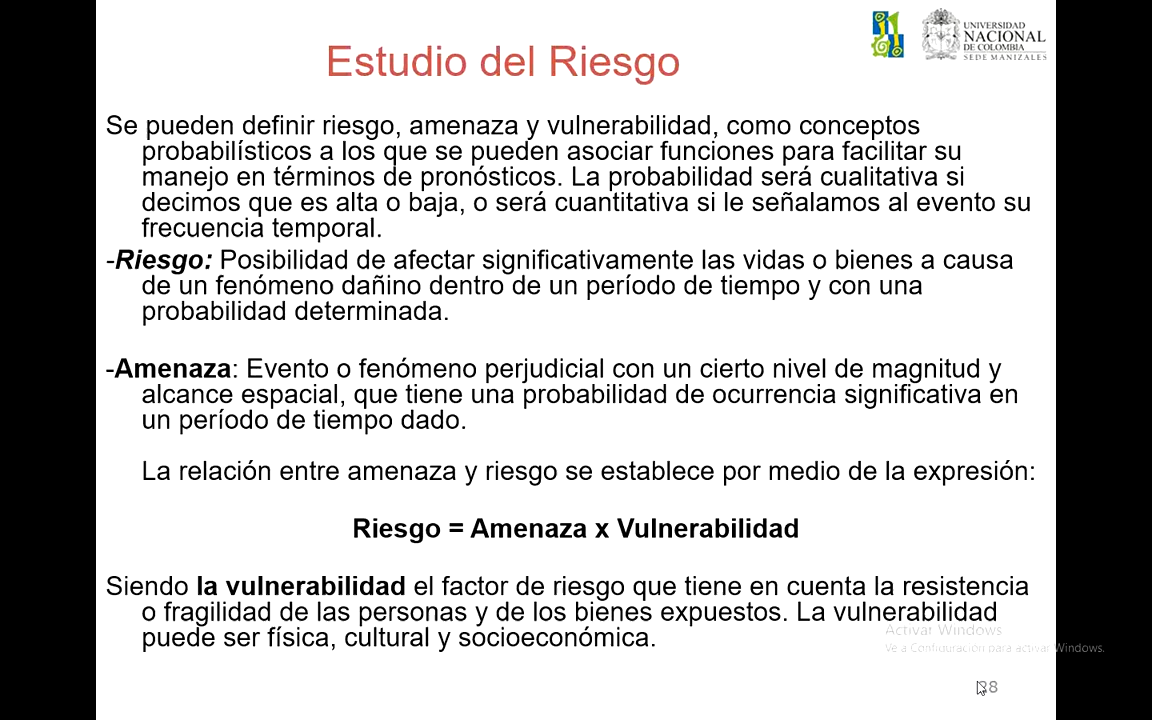 UNIVERSIDAD
NACIONAL
DE COLOMBIA
SEDE MANIZALES
Estudio del Riesgo
Se pueden definir riesgo, amenaza y vulnerabilidad, como conceptos
probabilísticos a los que se pueden asociar funciones para facilitar su
manejo en términos de pronósticos. La probabilidad será cualitativa si
decimos que es alta o baja, o será cuantitativa si le señalamos al evento su
frecuencia temporal.
-Riesgo: Posibilidad de afectar significativamente las vidas o bienes a causa
de un fenómeno dañino dentro de un período de tiempo y con una
probabilidad determinada.
-Amenaza: Evento o fenómeno perjudicial con un cierto nivel de magnitud y
alcance espacial, que tiene una probabilidad de ocurrencia significativa en
un período de tiempo dado.
La relación entre amenaza y riesgo se establece por medio de la expresión:
Riesgo = Amenaza x Vulnerabilidad
Siendo la vulnerabilidad el factor de riesgo que tiene en cuenta la resistencia
o fragilidad de las personas y de los bienes expuestos. La vulnerabilidad
puede ser física, cultural y socioeconómica.
Activar Windows
Ve a Configuración para activar Windows.